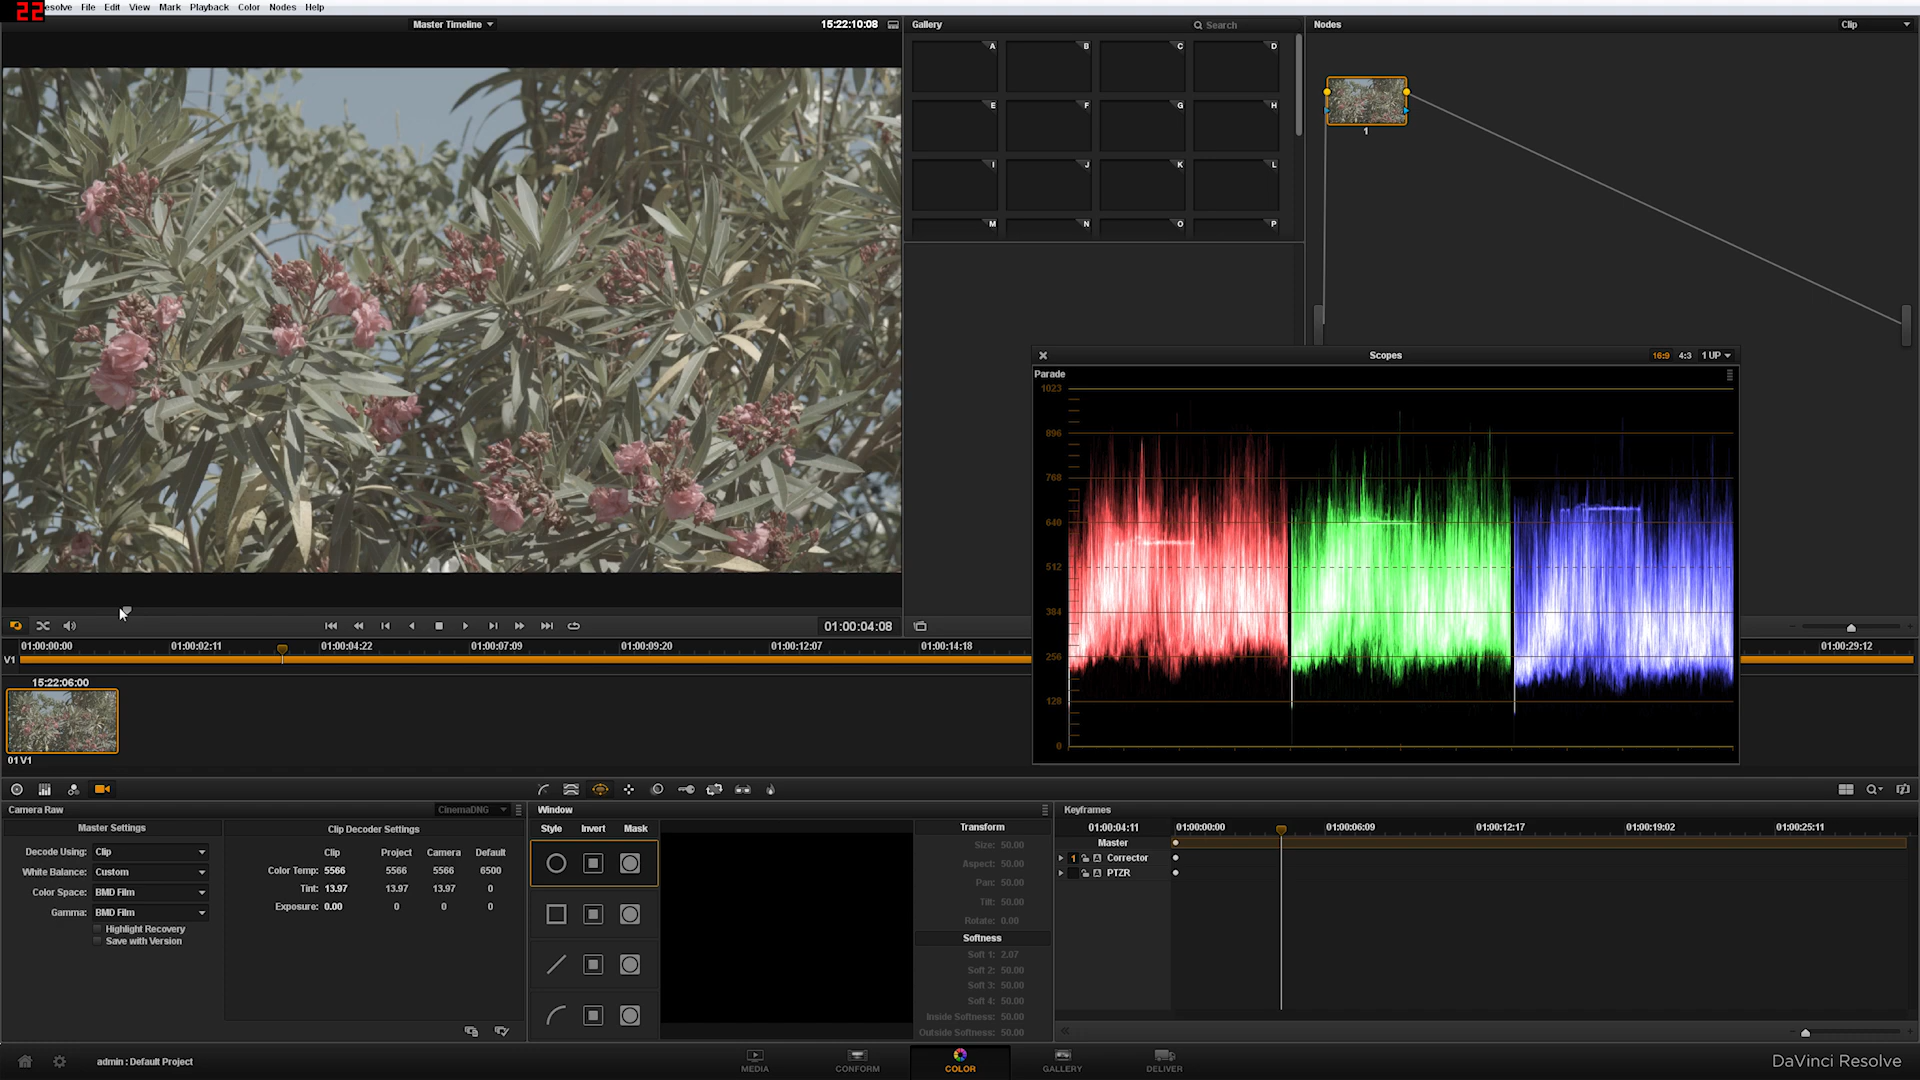 22
esolve File Edit View Mark Playback Color Nodes Help
Master Timeline
15:22:10:08
Gallery
Search
Nodes
Clip
A B C D
E F G H
I J K L
M N O P
1
Scopes
16:9 4:3 1 UP
Parade
1023
896
768
640
512
384
256
128
0
01:00:04:08
01:00:00:00 01:00:02:11 01:00:04:22 01:00:07:09 01:00:09:20 01:00:12:07 01:00:14:18 01:00:29:12
V1
15:22:06:00
01 V1
Camera Raw
CinemaDNG
Master Settings
Decode Using: Clip
White Balance: Custom
Color Space: BMD Film
Gamma: BMD Film
Highlight Recovery
Save with Version
Clip Decoder Settings
Clip Project Camera Default
Color Temp: 5566 5566 5566 6500
Tint: 13.97 13.97 13.97 0
Exposure: 0.00 0 0 0
Window
Style Invert Mask
Transform
Size: 50.00
Aspect: 50.00
Pan: 50.00
Tilt: 50.00
Rotate: 0.00
Softness
Soft 1: 2.07
Soft 2: 50.00
Soft 3: 50.00
Soft 4: 50.00
Inside Softness: 50.00
Outside Softness: 50.00
Keyframes
01:00:04:11 01:00:00:00 01:00:06:09 01:00:12:17 01:00:19:02 01:00:25:11
Master
1 Corrector
PTZR
admin : Default Project
MEDIA
CONFORM
COLOR
GALLERY
DELIVER
DaVinci Resolve